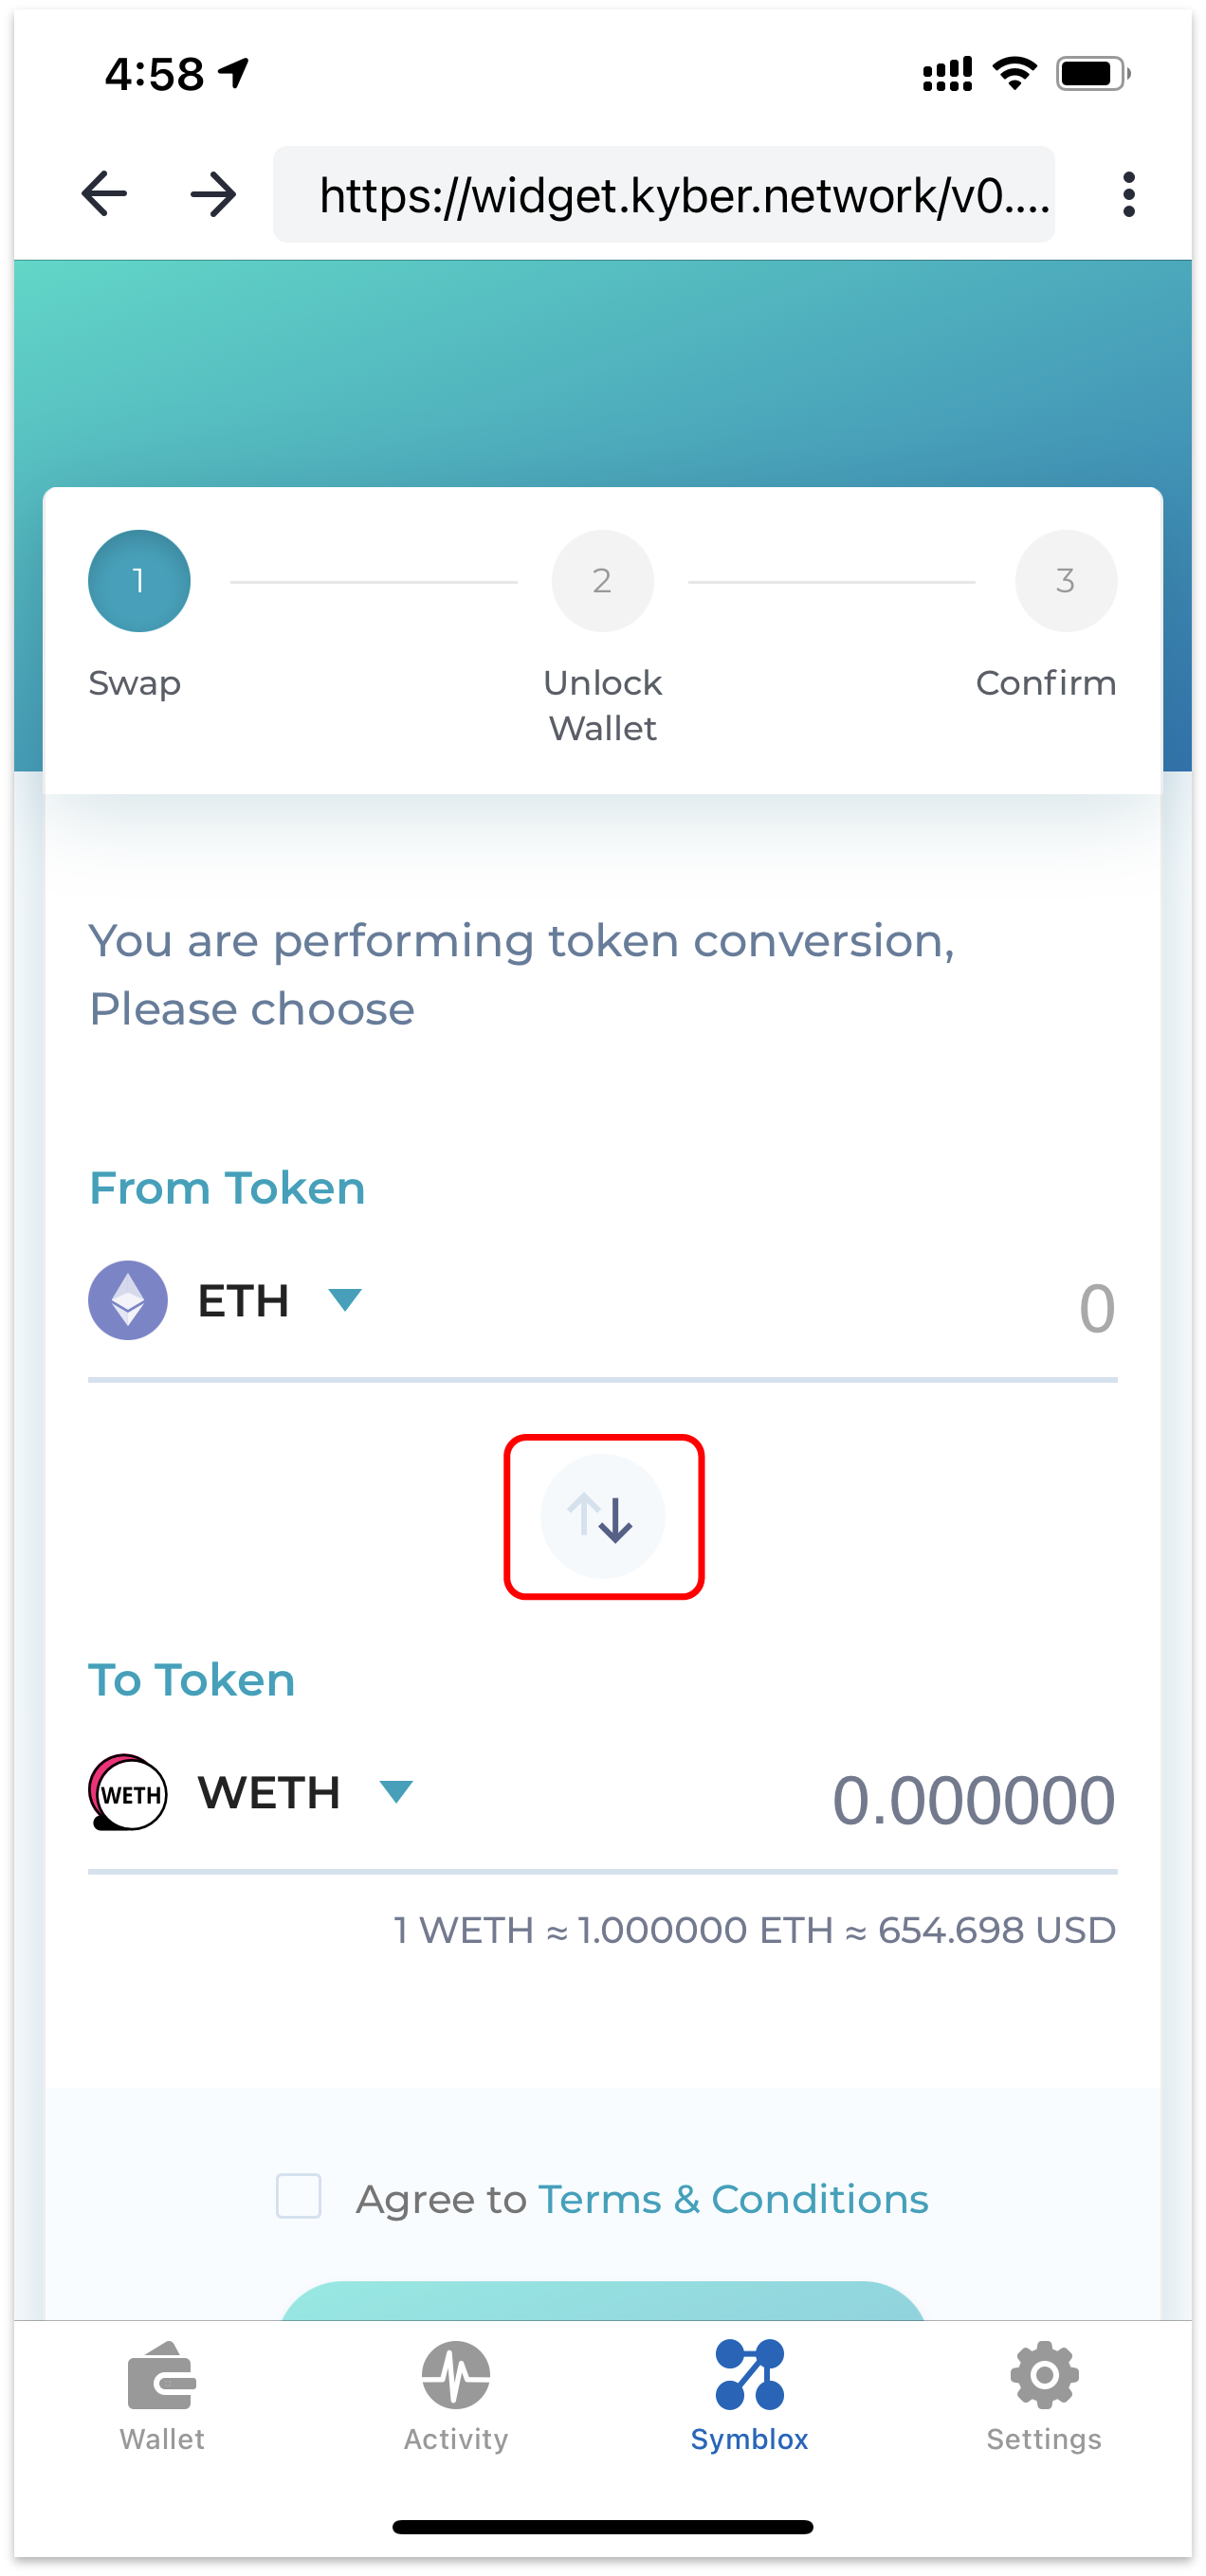 4:58
https://widget.kyber.network/v0....
1
2
3
Swap
Unlock
Wallet
Confirm
You are performing token conversion,
Please choose
From Token
ETH
0
To Token
WETH
WETH
0.000000
1 WETH ≈ 1.000000 ETH ≈ 654.698 USD
Agree to Terms & Conditions
Wallet
Activity
Symblox
Settings